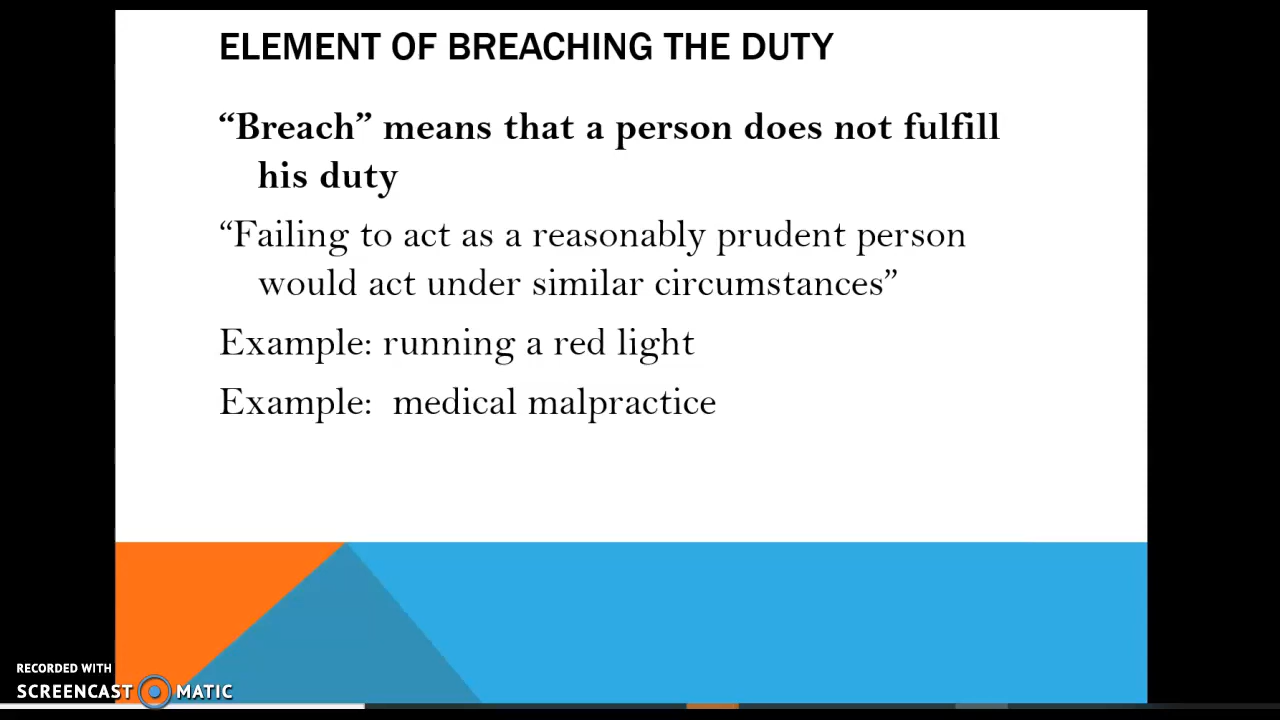 ELEMENT OF BREACHING THE DUTY
“Breach” means that a person does not fulfill
his duty
“Failing to act as a reasonably prudent person
would act under similar circumstances”
Example: running a red light
Example:  medical malpractice
RECORDED WITH
SCREENCAST MATIC